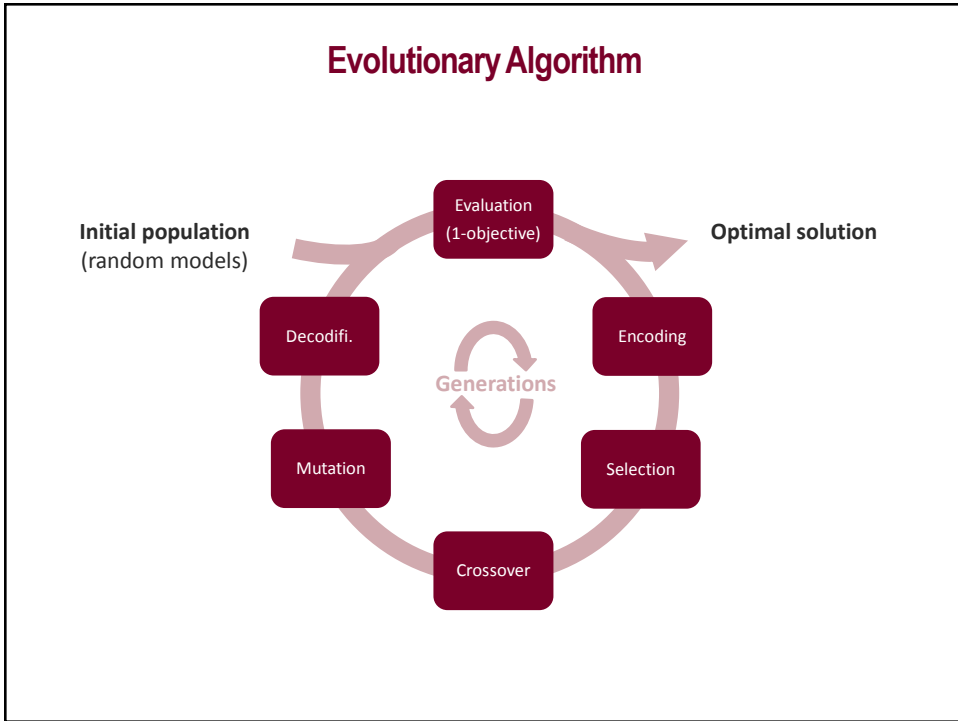 Evolutionary Algorithm
Evaluation
(1-objective)
Initial population
(random models)
Optimal solution
Decodifi.
Encoding
Generations
Mutation
Selection
Crossover